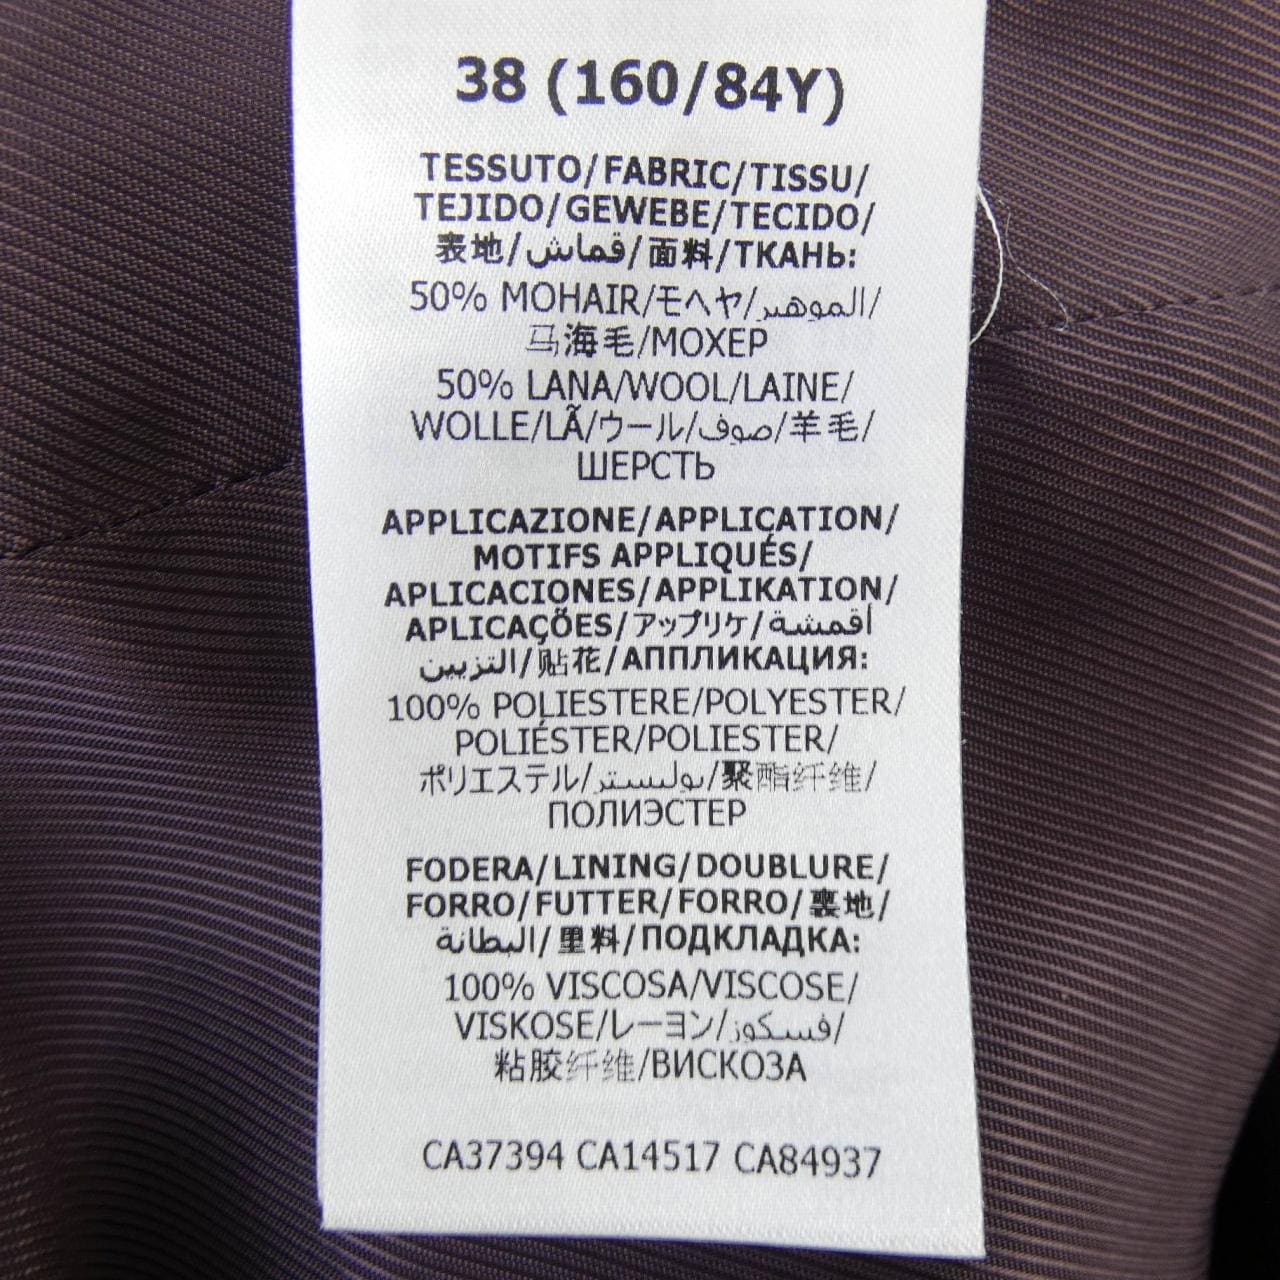 38 (160/84Y)
TESSUTO/FABRIC/TISSU/
TEJIDO/GEWEBE/TECIDO/
表地/قماش/面料/ТКАНЬ:
50% MOHAIR/モヘヤ/الموهير/
马海毛/МОХЕР
50% LANA/WOOL/LAINE/
WOLLE/LÃ/ウール/صوف/羊毛/
ШЕРСТЬ
APPLICAZIONE/APPLICATION/
MOTIFS APPLIQUÉS/
APLICACIONES/APPLIKATION/
APLICAÇÕES/アップリケ/أقمشة
التزيين/贴花/АППЛИКАЦИЯ:
100% POLIESTERE/POLYESTER/
POLIÉSTER/POLIESTER/
ポリエステル/بوليستر/聚酯纤维/
ПОЛИЭСТЕР
FODERA/LINING/DOUBLURE/
FORRO/FUTTER/FORRO/裏地/
البطانة/里料/ПОДКЛАДКА:
100% VISCOSA/VISCOSE/
VISKOSE/レーヨン/فسكوز/
粘胶纤维/ВИСКОЗА
CA37394 CA14517 CA84937